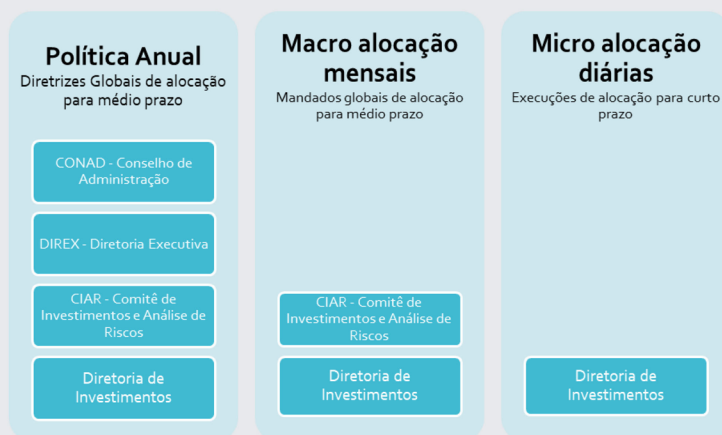 Política Anual
Diretrizes Globais de alocação
para médio prazo
CONAD - Conselho de
Administração
DIREX - Diretoria Executiva
CIAR - Comitê de
Investimentos e Análise de
Riscos
Diretoria de
Investimentos
Macro alocação
mensais
Mandados globais de alocação
para médio prazo
CIAR - Comitê de
Investimentos e Análise de
Riscos
Diretoria de
Investimentos
Micro alocação
diárias
Execuções de alocação para curto
prazo
Diretoria de
Investimentos